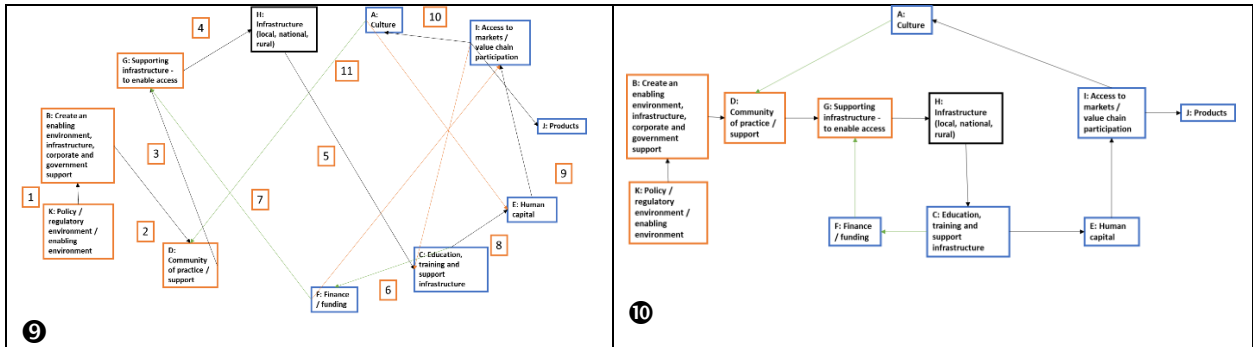 4
H:
Infrastructure
(local, national,
rural)
A:
Culture
10
I: Access to
markets /
value chain
participation
G: Supporting
infrastructure -
to enable access
11
B: Create an
enabling
environment,
infrastructure,
corporate and
government
support
J: Products
3
5
9
1
K: Policy /
regulatory
environment /
enabling
environment
7
E: Human
capital
2
D:
Community
of practice /
support
8
C: Education,
training and
support
infrastructure
6
F: Finance
/ funding
❾
A:
Culture
B: Create an
enabling
environment,
infrastructure,
corporate and
government
support
D:
Community
of practice /
support
G: Supporting
infrastructure -
to enable access
H:
Infrastructure
(local, national,
rural)
I: Access to
markets /
value chain
participation
J: Products
K: Policy /
regulatory
environment /
enabling
environment
F: Finance
/ funding
C: Education,
training and
support
infrastructure
E: Human
capital
❿